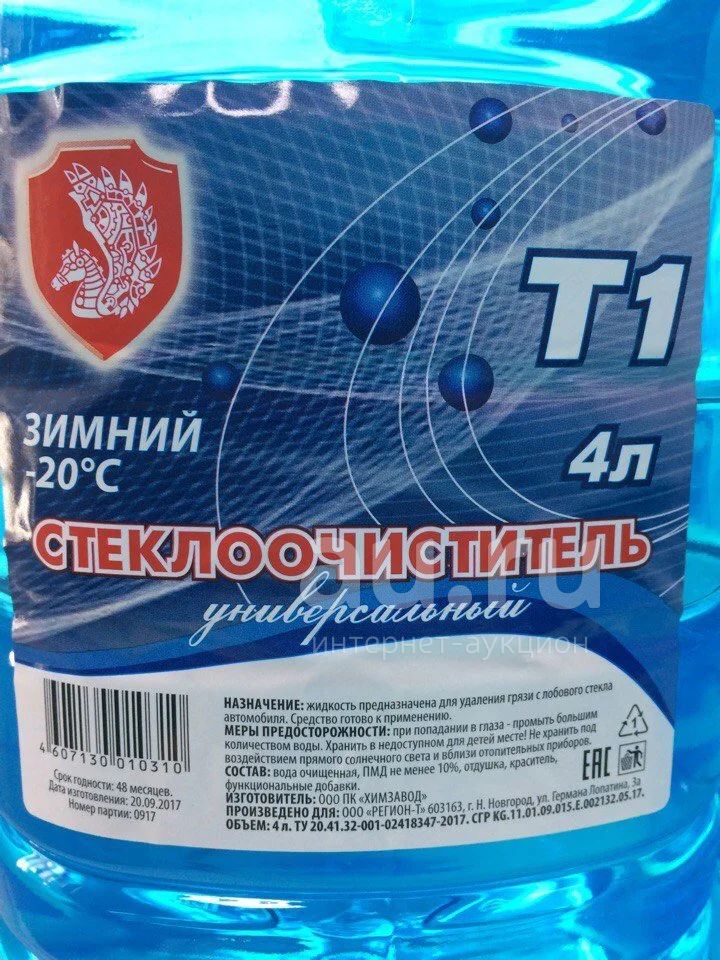 T1
ЗИМНИЙ
-20°C
4л
СТЕКЛООЧИСТИТЕЛЬ
универсальный
au.ru
интернет-аукцион
НАЗНАЧЕНИЕ: жидкость предназначена для удаления грязи с лобового стекла
автомобиля. Средство готово к применению.
МЕРЫ ПРЕДОСТОРОЖНОСТИ: при попадании в глаза - промыть большим
количеством воды. Хранить в недоступном для детей месте! Не хранить под
воздействием прямого солнечного света и вблизи отопительных приборов.
СОСТАВ: вода очищенная, ПМД не менее 10%, отдушка, краситель,
функциональные добавки.
ИЗГОТОВИТЕЛЬ: ООО ПК «ХИМЗАВОД»
ПРОИЗВЕДЕНО ДЛЯ: ООО «РЕГИОН-Т» 603163, г. Н. Новгород, ул. Германа Лопатина, 3а
ОБЪЕМ: 4 л. ТУ 20.41.32-001-02418347-2017. СГР KG.11.01.09.015.Е.002132.05.17.
4 607130 010310
Срок годности: 48 месяцев.
Дата изготовления: 20.09.2017
Номер партии: 0917
1
ЕАС